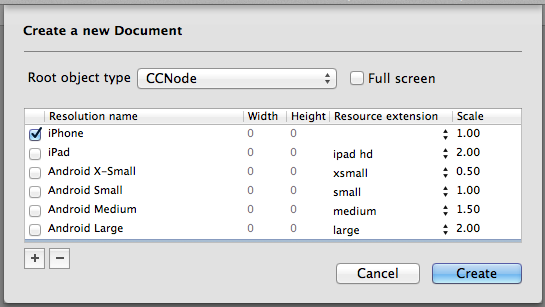 Create a new Document
Root object type CCNode Full screen
Resolution name Width Height Resource extension Scale
iPhone 0 0 1.00
iPad 0 0 ipad hd 2.00
Android X-Small 0 0 xsmall 0.50
Android Small 0 0 small 1.00
Android Medium 0 0 medium 1.50
Android Large 0 0 large 2.00
+ −
Cancel Create